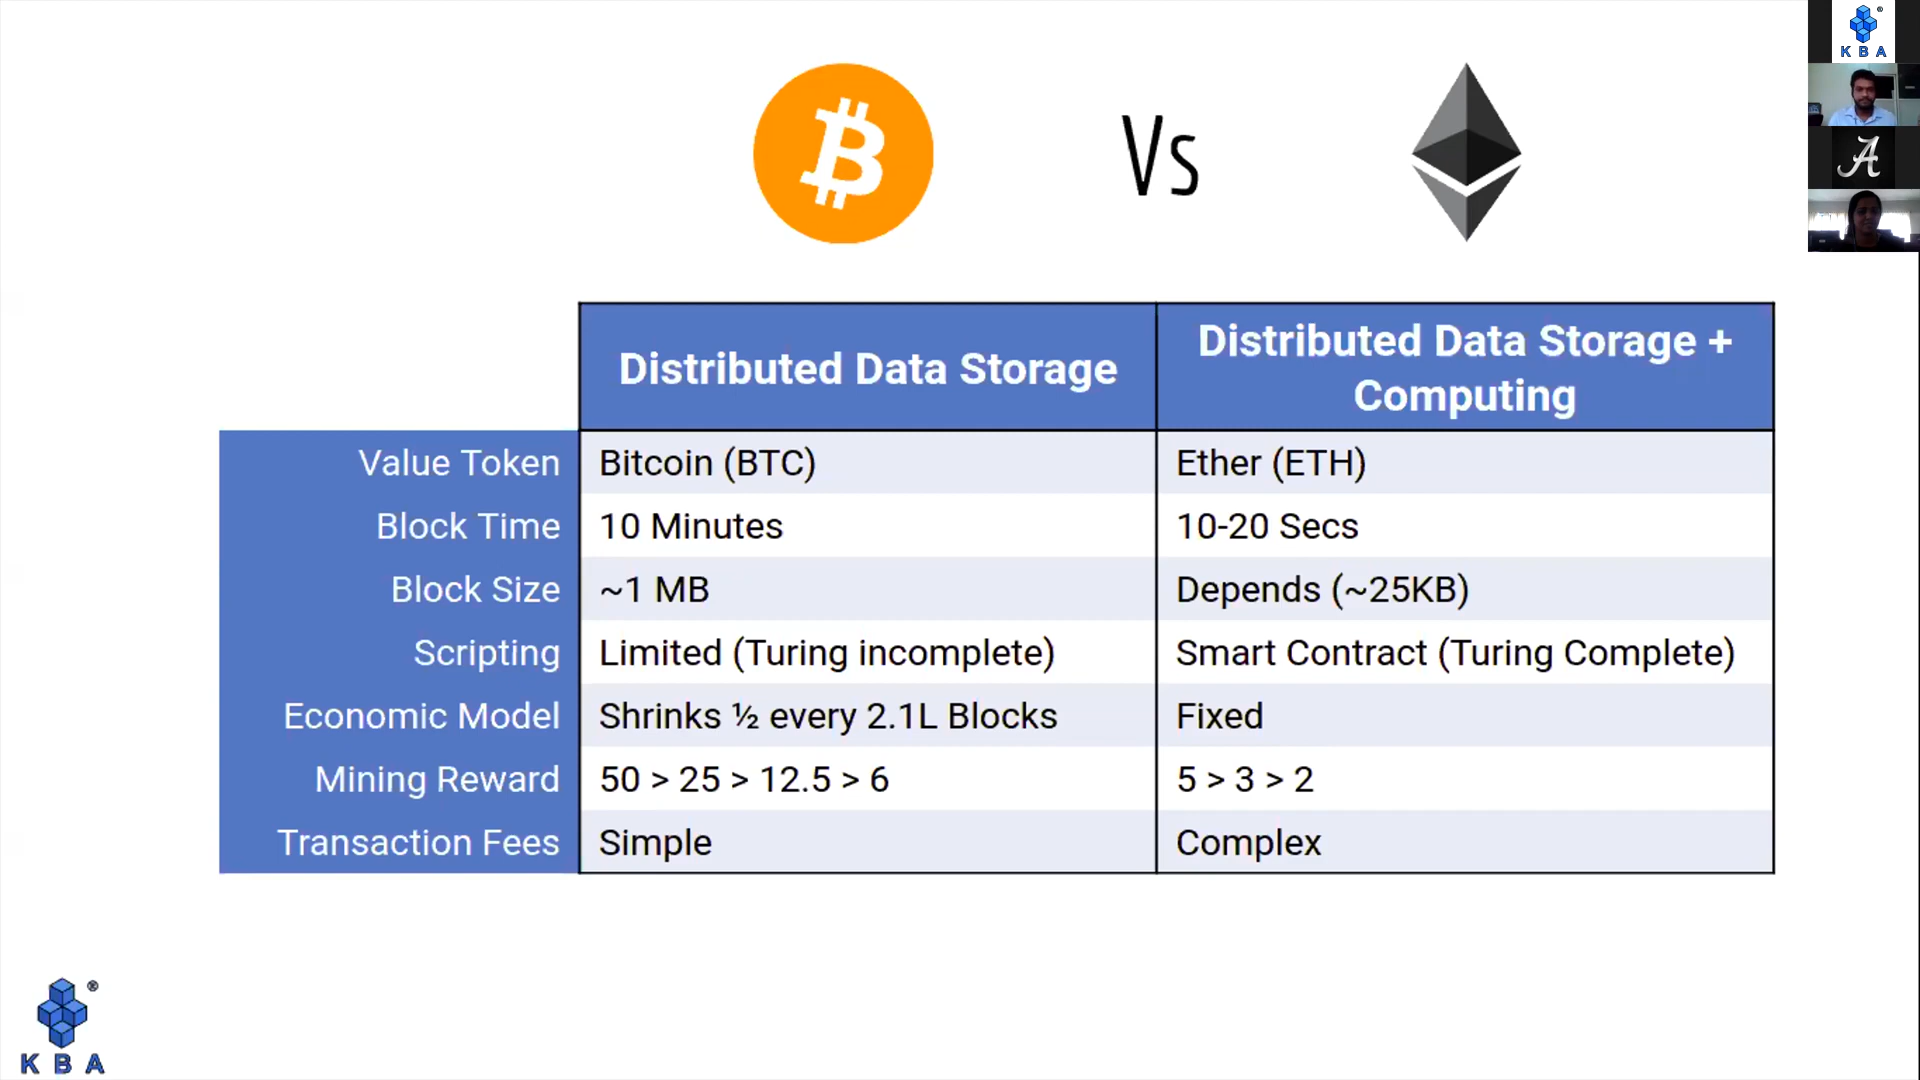 Vs
Distributed Data Storage
Distributed Data Storage +
Computing
Value Token Bitcoin (BTC) Ether (ETH)
Block Time 10 Minutes 10-20 Secs
Block Size ~1 MB Depends (~25KB)
Scripting Limited (Turing incomplete) Smart Contract (Turing Complete)
Economic Model Shrinks ½ every 2.1L Blocks Fixed
Mining Reward 50 > 25 > 12.5 > 6 5 > 3 > 2
Transaction Fees Simple Complex
KBA
KBA
A